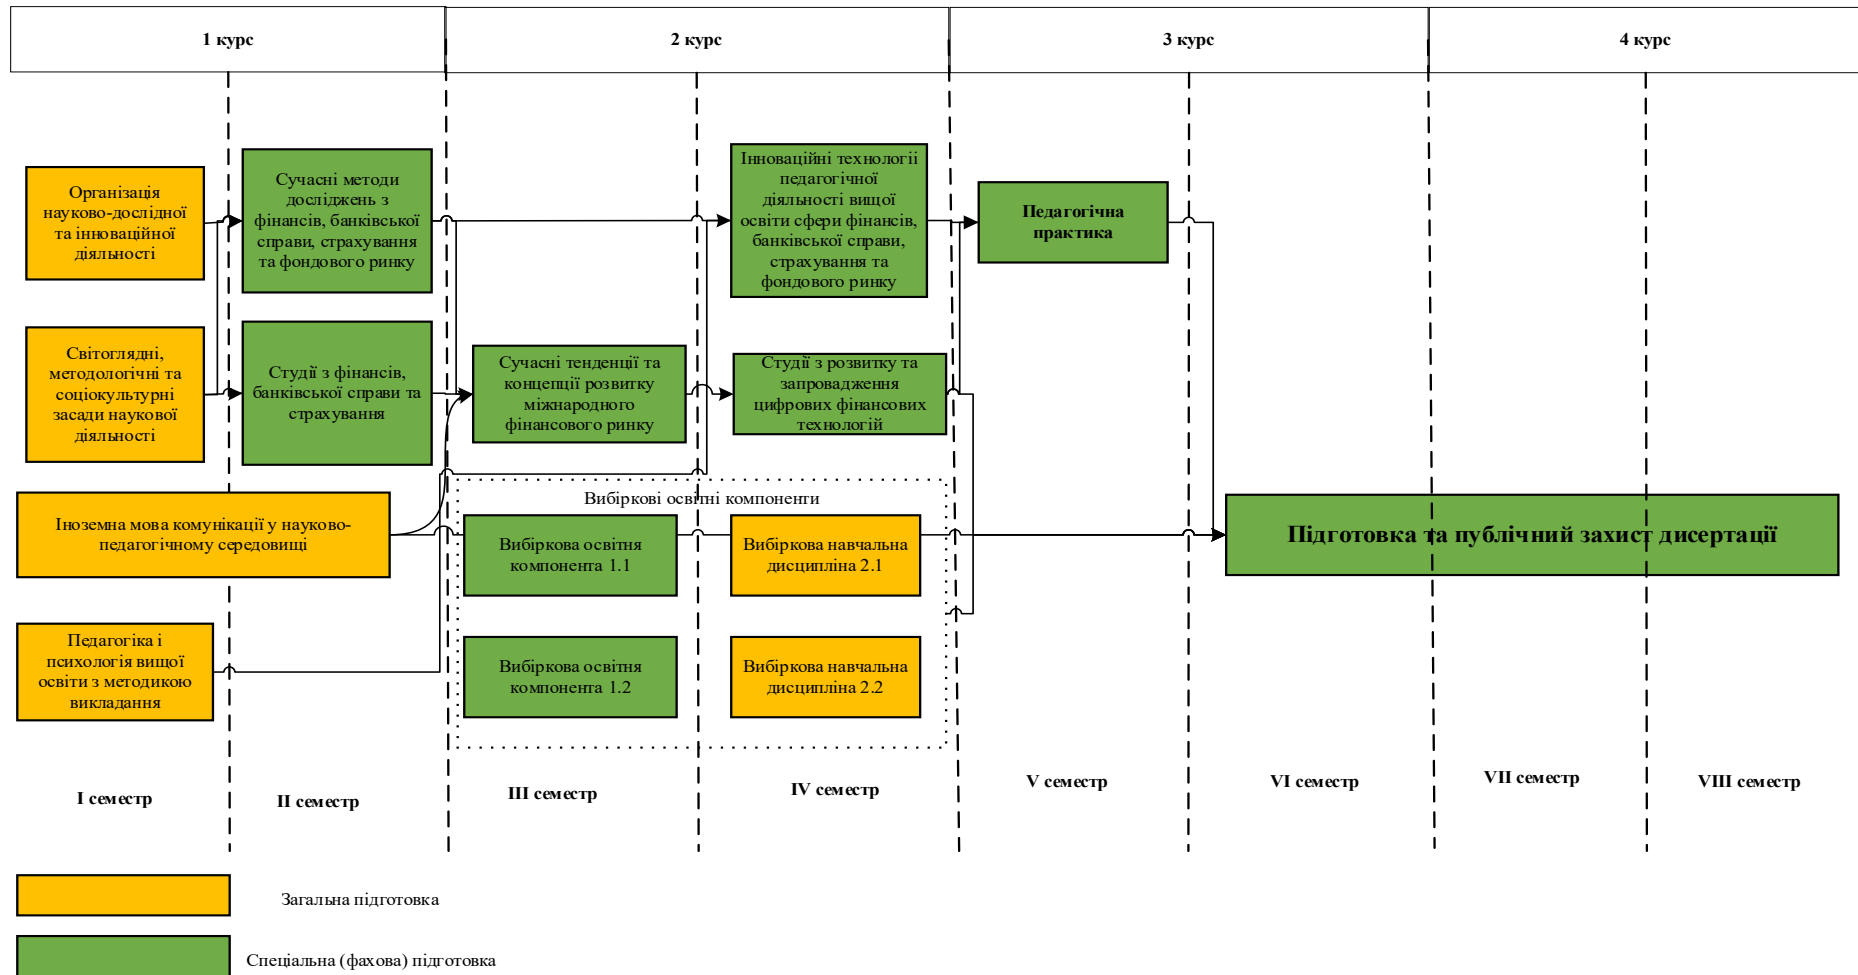 1 курс
2 курс
3 курс
4 курс
Організація
науково-дослідної
та інноваційної
діяльності
Сучасні методи
досліджень з
фінансів, банківської
справи, страхування
та фондового ринку
Інноваційні технології
педагогічної
діяльності вищої
освіти сфери фінансів,
банківської справи,
страхування та
фондового ринку
Педагогічна
практика
Світоглядні,
методологічні та
соціокультурні
засади наукової
діяльності
Студії з фінансів,
банківської справи та
страхування
Сучасні тенденції та
концепції розвитку
міжнародного
фінансового ринку
Студії з розвитку та
запровадження
цифрових фінансових
технологій
Вибіркові освітні компоненти
Іноземна мова комунікації у науково-
педагогічному середовищі
Вибіркова освітня
компонента 1.1
Вибіркова навчальна
дисципліна 2.1
Підготовка та публічний захист дисертації
Педагогіка і
психологія вищої
освіти з методикою
викладання
Вибіркова освітня
компонента 1.2
Вибіркова навчальна
дисципліна 2.2
I семестр
II семестр
III семестр
IV семестр
V семестр
VI семестр
VII семестр
VIII семестр
Загальна підготовка
Спеціальна (фахова) підготовка